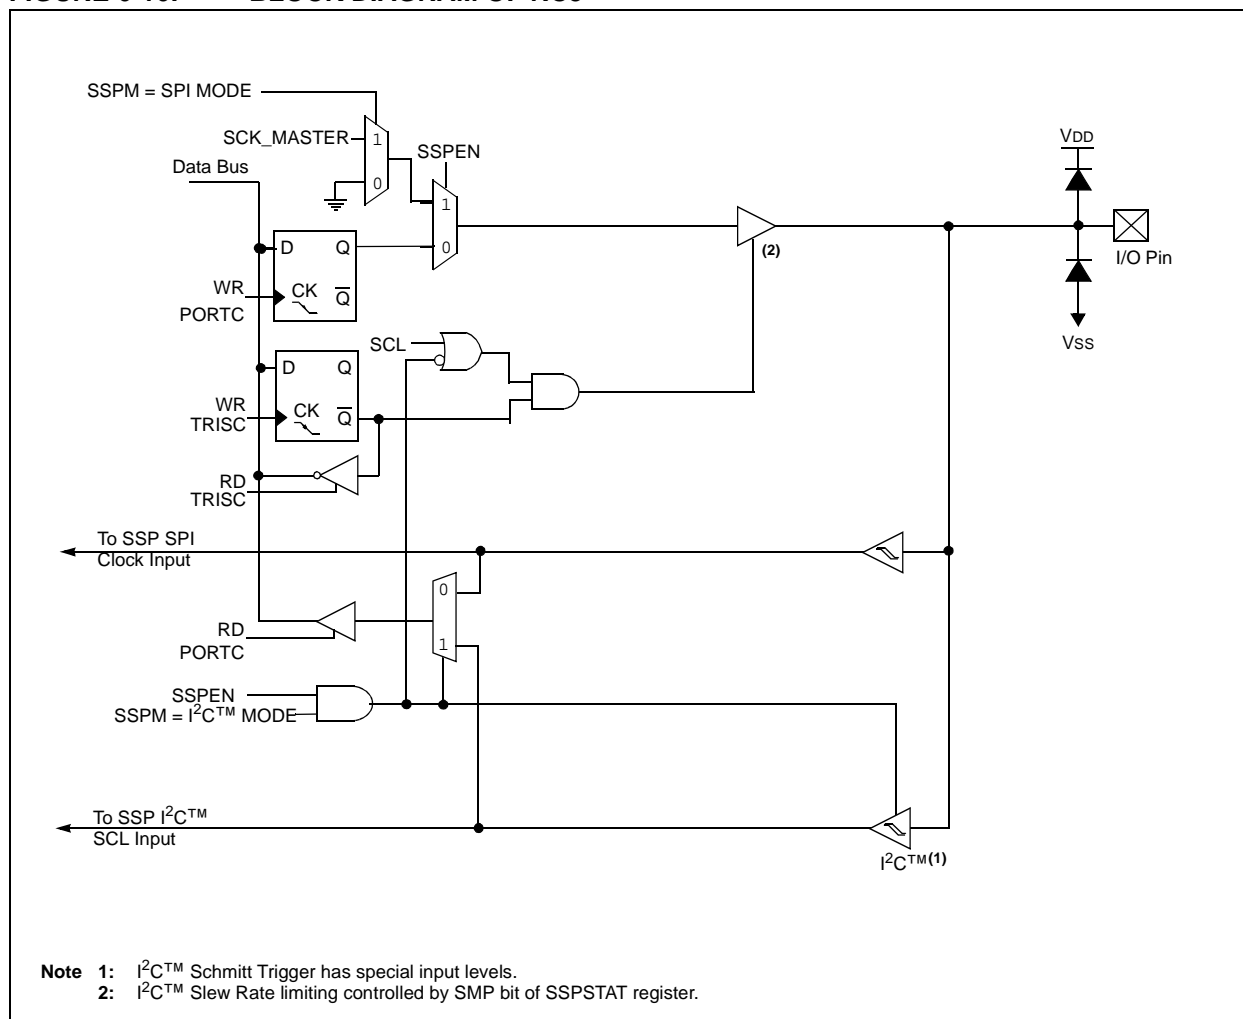 SSPM = SPI MODE
SCK_MASTER
1
0
SSPEN
Data Bus
1
0
VDD
I/O Pin
VSS
(2)
D Q
CK Q
WR
PORTC
SCL
D Q
CK Q
WR
TRISC
RD
TRISC
To SSP SPI
Clock Input
0
1
RD
PORTC
SSPEN
SSPM = I²C™ MODE
To SSP I²C™
SCL Input
I²C™(1)
Note 1: I²C™ Schmitt Trigger has special input levels.
2: I²C™ Slew Rate limiting controlled by SMP bit of SSPSTAT register.